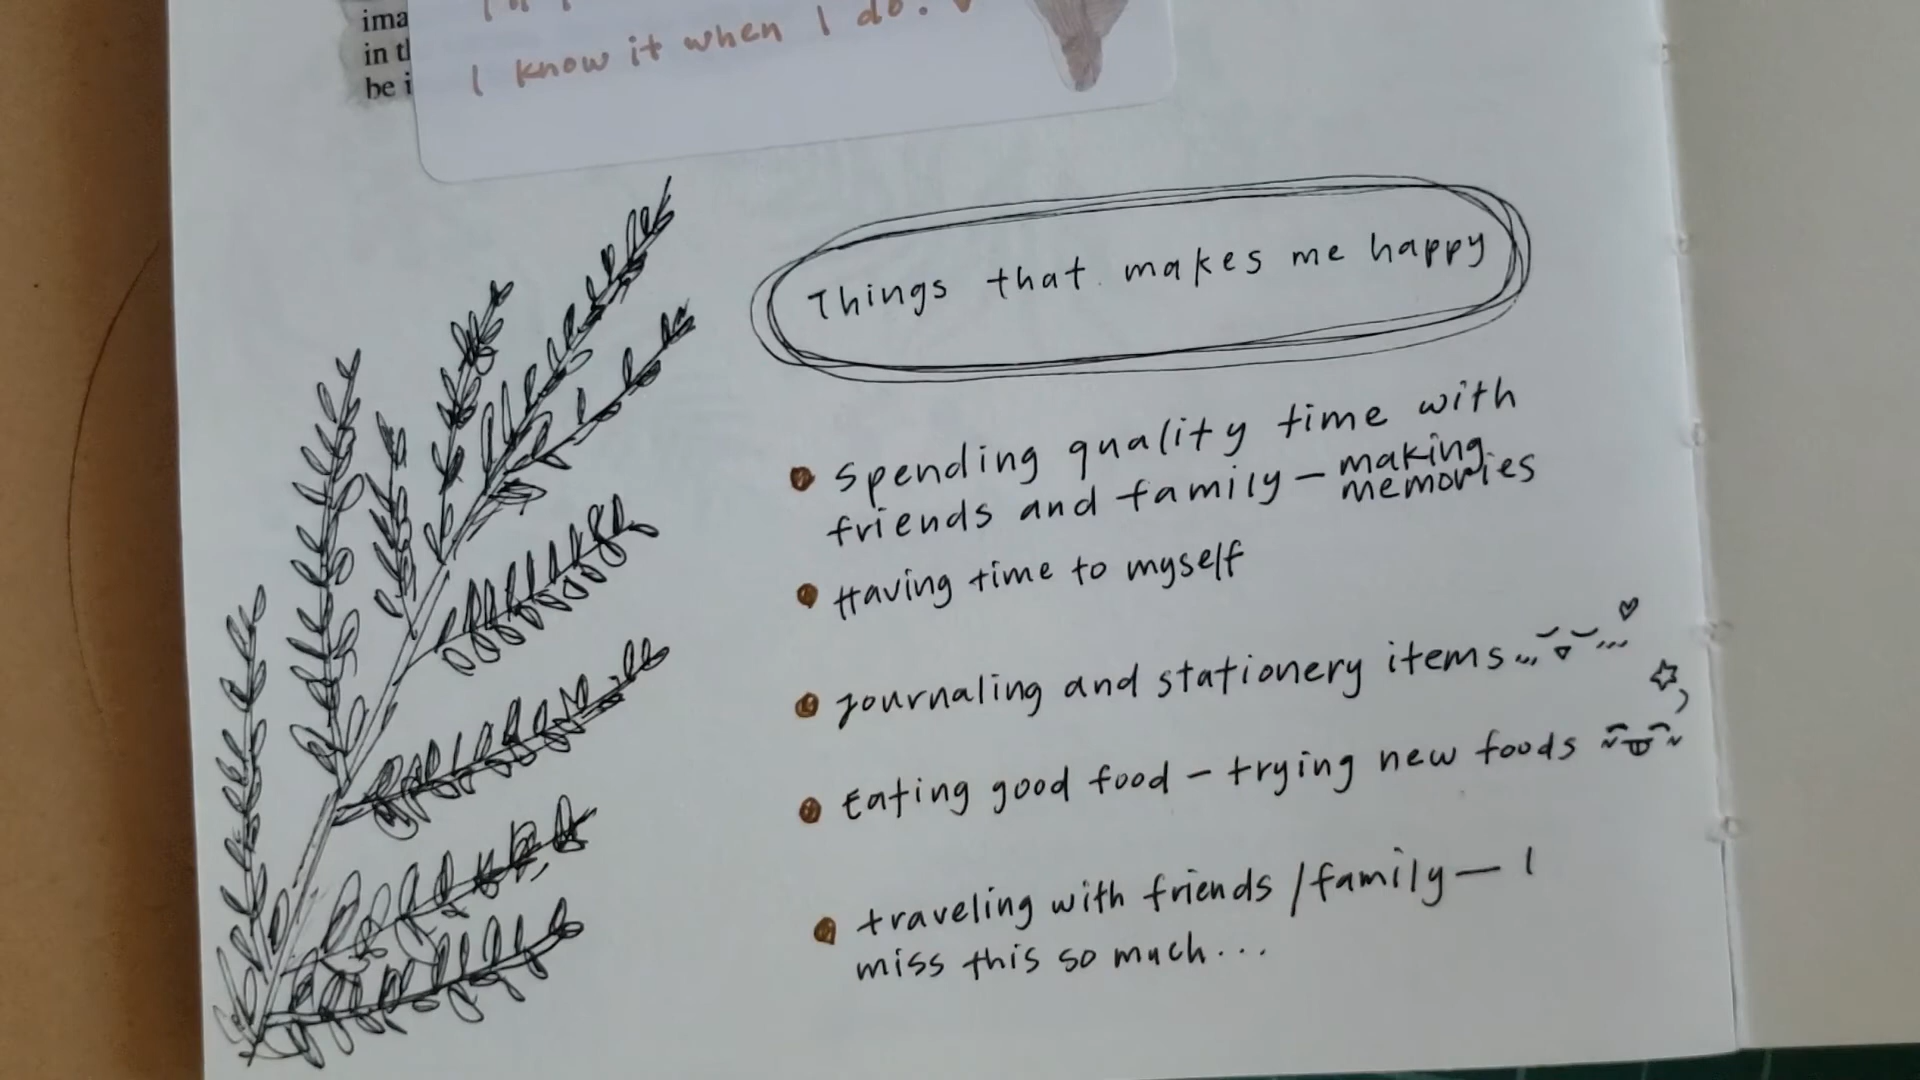 ima
in t
be i
I know it when I do.
Things that makes me happy
spending quality time with
friends and family – making
memories
Having time to myself
Journaling and stationery items...
Eating good food – trying new foods
traveling with friends / family – I
miss this so much...